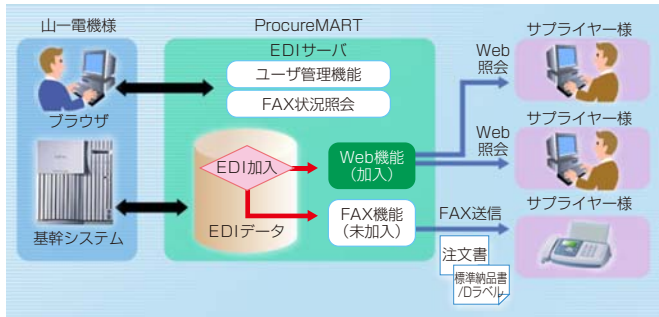 山一電機様
ブラウザ
基幹システム
ProcureMART
EDIサーバ
ユーザ管理機能
FAX状況照会
EDI加入
EDIデータ
Web機能
(加入)
FAX機能
(未加入)
Web
照会
Web
照会
FAX送信
注文書
標準納品書
/Dラベル
サプライヤー様
サプライヤー様
サプライヤー様